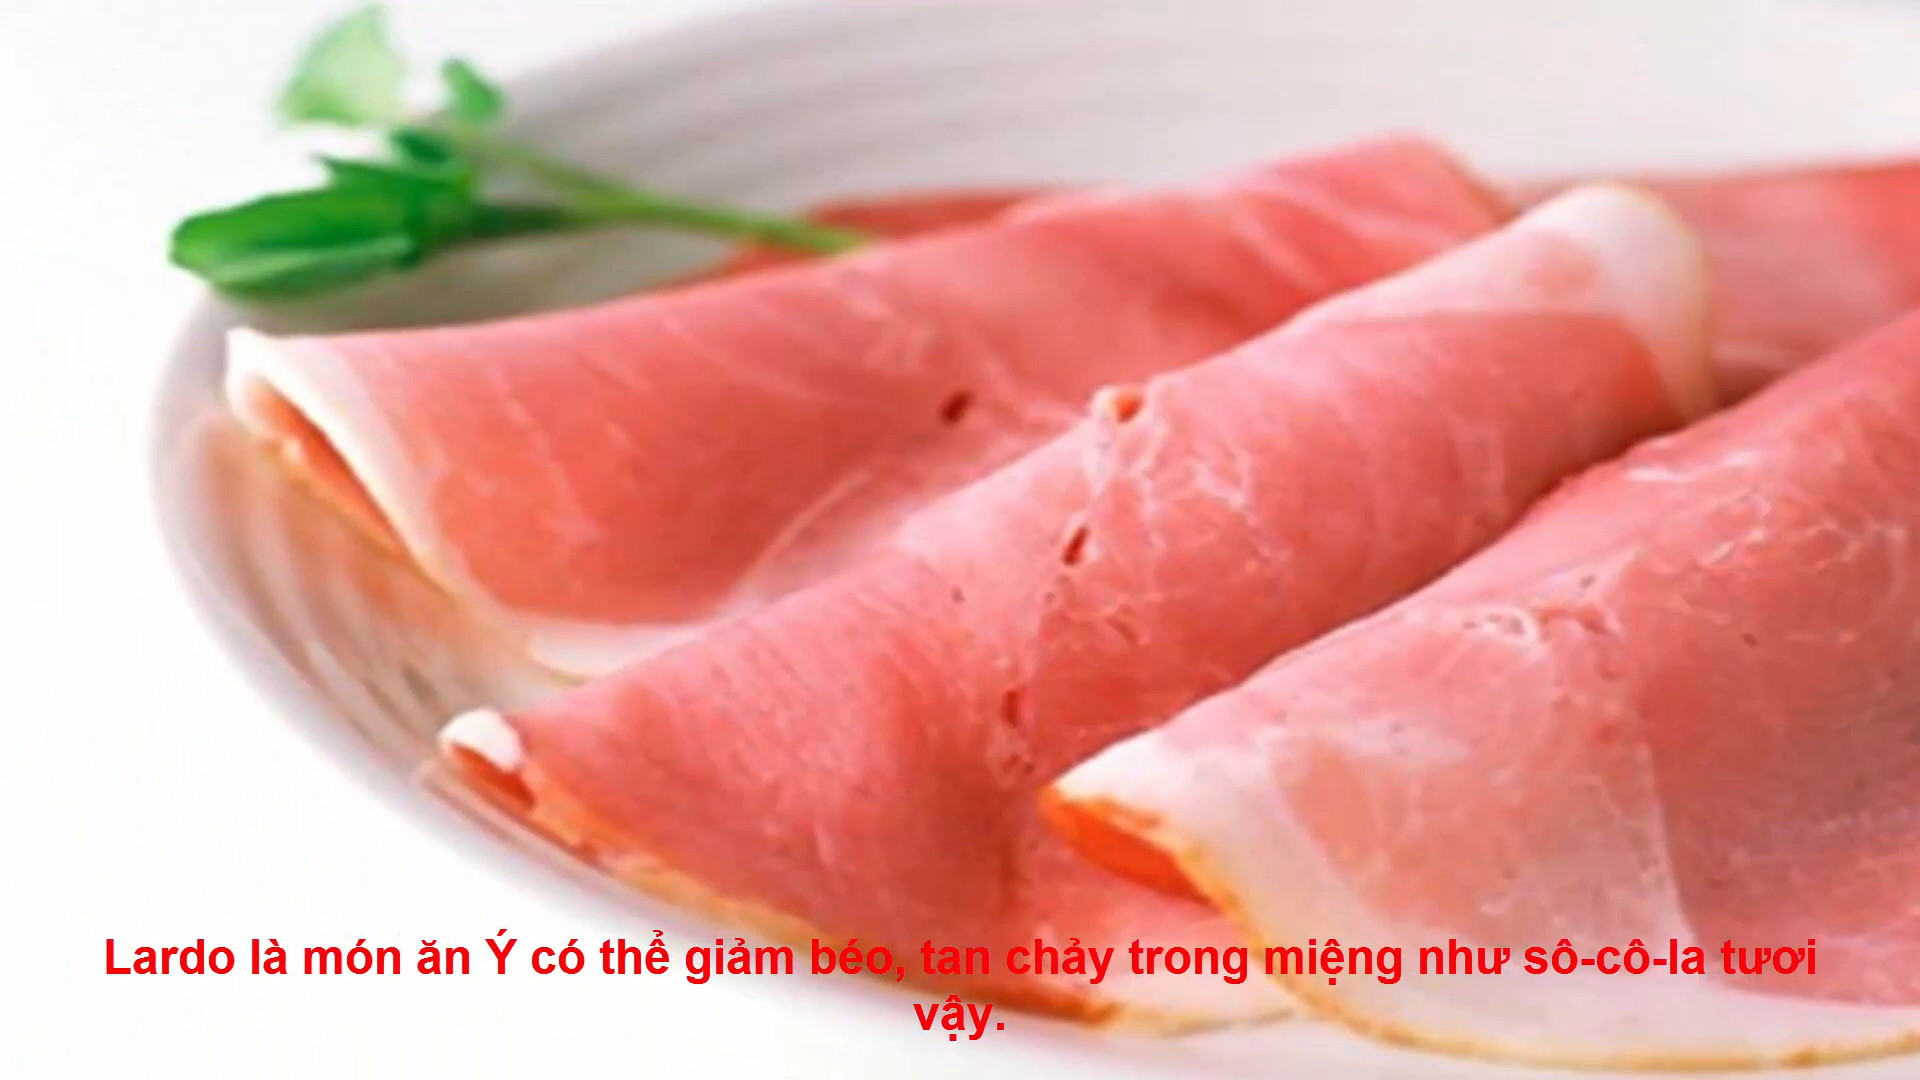 Lardo là món ăn Ý có thể giảm béo, tan chảy trong miệng như sô-cô-la tươi
vậy.